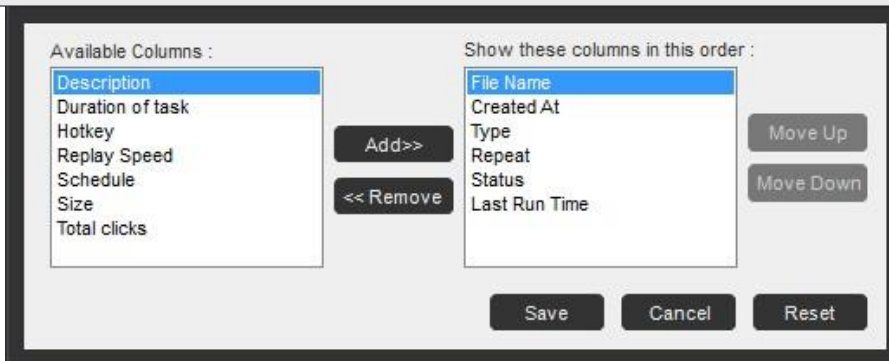 Available Columns :
Description
Duration of task
Hotkey
Replay Speed
Schedule
Size
Total clicks
Add>>
<< Remove
Show these columns in this order :
File Name
Created At
Type
Repeat
Status
Last Run Time
Move Up
Move Down
Save Cancel Reset